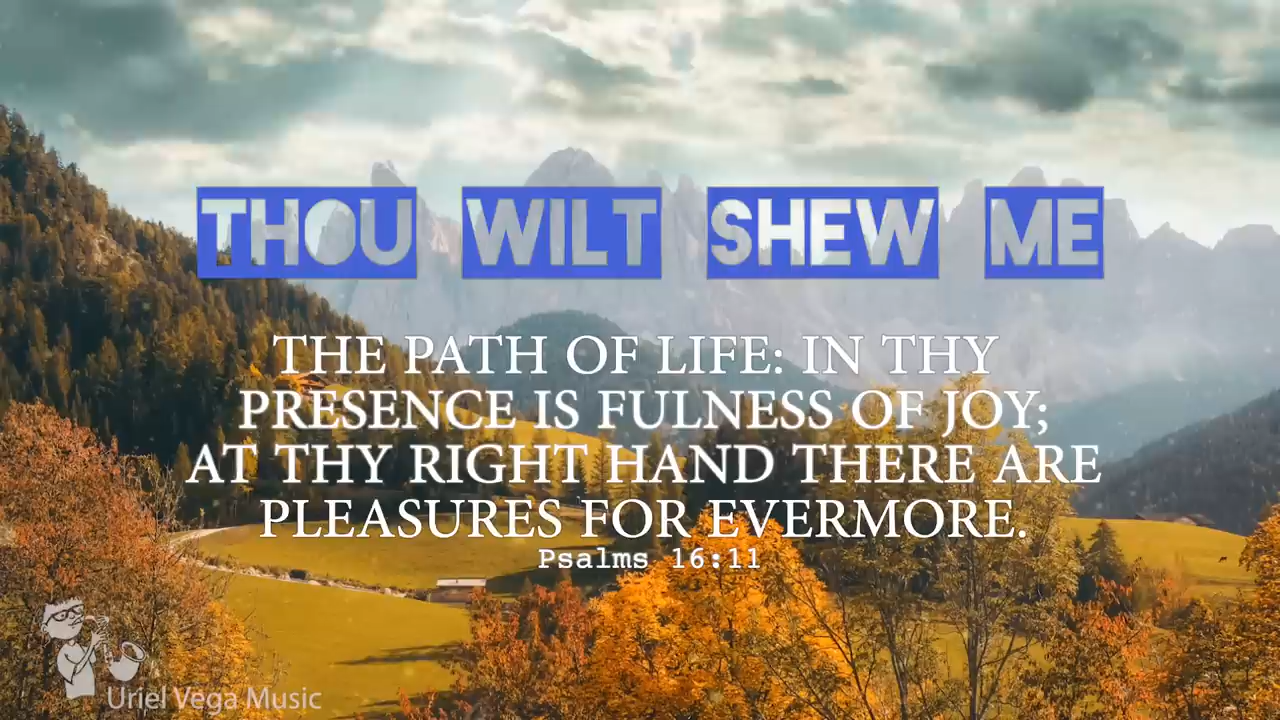 THOU WILT SHEW ME
THE PATH OF LIFE: IN THY
PRESENCE IS FULNESS OF JOY;
AT THY RIGHT HAND THERE ARE
PLEASURES FOR EVERMORE.
Psalms 16:11
Uriel Vega Music